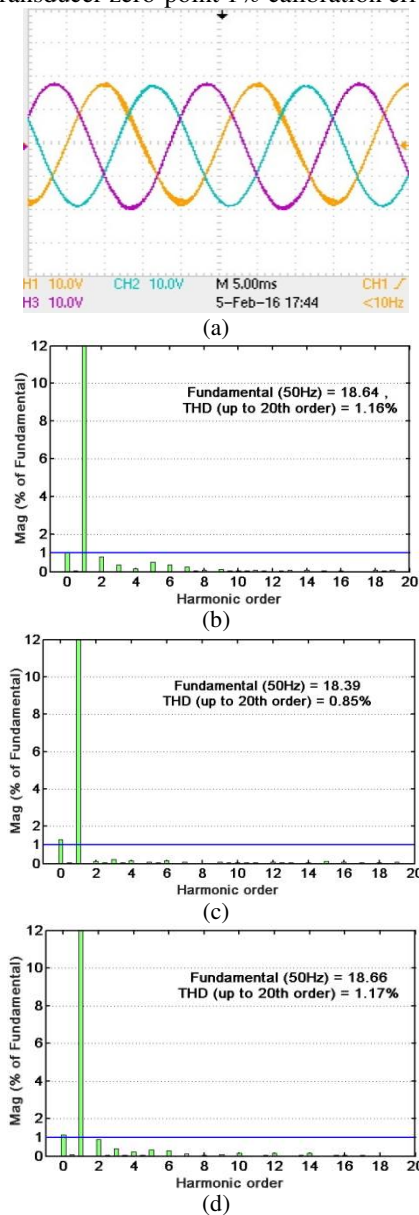 transducer zero-point 1% calibration
H1 10.0V CH2 10.0V M 5.00ms CH1
H3 10.0V 5-Feb-16 17:44 <10Hz
(a)
12
10
8
6
4
2
1
0
Mag (% of Fundamental)
Fundamental (50Hz) = 18.64 ,
THD (up to 20th order) = 1.16%
0 2 4 6 8 10 12 14 16 18 20
Harmonic order
(b)
12
10
8
6
4
2
1
0
Mag (% of Fundamental)
Fundamental (50Hz) = 18.39
THD (up to 20th order) = 0.85%
0 2 4 6 8 10 12 14 16 18 20
Harmonic order
(c)
12
10
8
6
4
2
1
0
Mag (% of Fundamental)
Fundamental (50Hz) = 18.66
THD (up to 20th order) = 1.17%
0 2 4 6 8 10 12 14 16 18 20
Harmonic order
(d)